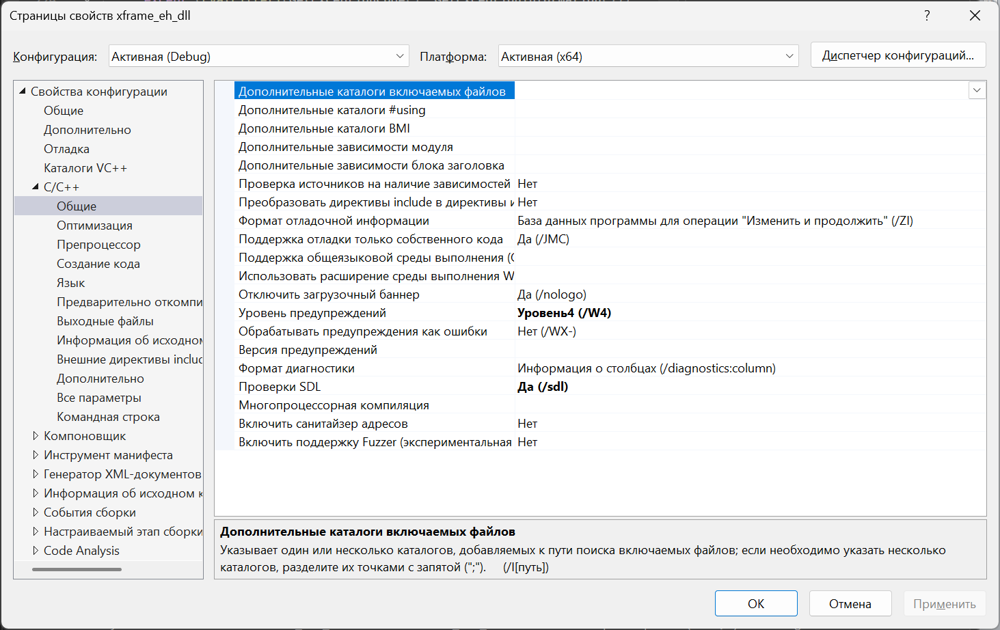 Страницы свойств xframe_eh_dll
?
Конфигурация: Активная (Debug) Платформа: Активная (x64) Диспетчер конфигураций...
Свойства конфигурации
Общие
Дополнительно
Отладка
Каталоги VC++
C/C++
Общие
Оптимизация
Препроцессор
Создание кода
Язык
Предварительно откомпи
Выходные файлы
Информация об исходном
Внешние директивы includ
Дополнительно
Все параметры
Командная строка
Компоновщик
Инструмент манифеста
Генератор XML-документов
Информация об исходном к
События сборки
Настраиваемый этап сборки
Code Analysis
Дополнительные каталоги включаемых файлов
Дополнительные каталоги #using
Дополнительные каталоги BMI
Дополнительные зависимости модуля
Дополнительные зависимости блока заголовка
Проверка источников на наличие зависимостей Нет
Преобразовать директивы include в директивы и Нет
Формат отладочной информации База данных программы для операции "Изменить и продолжить" (/ZI)
Поддержка отладки только собственного кода Да (/JMC)
Поддержка общеязыковой среды выполнения (C
Использовать расширение среды выполнения W
Отключить загрузочный баннер Да (/nologo)
Уровень предупреждений Уровень4 (/W4)
Обрабатывать предупреждения как ошибки Нет (/WX-)
Версия предупреждений
Формат диагностики Информация о столбцах (/diagnostics:column)
Проверки SDL Да (/sdl)
Многопроцессорная компиляция
Включить санитайзер адресов Нет
Включить поддержку Fuzzer (экспериментальная Нет
Дополнительные каталоги включаемых файлов
Указывает один или несколько каталогов, добавляемых к пути поиска включаемых файлов; если необходимо указать несколько
каталогов, разделите их точками с запятой (";"). (/I[путь])
ОК Отмена Применить